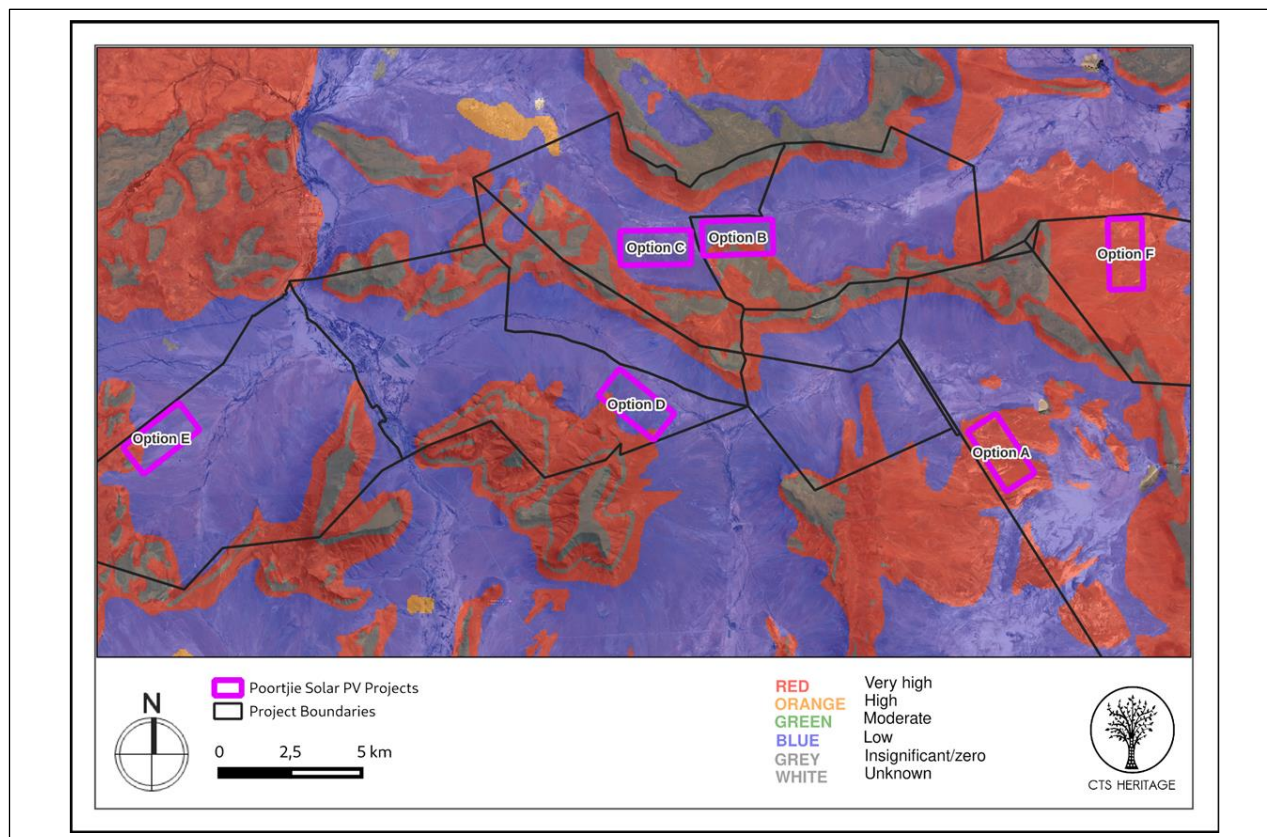 Option C
Option B
Option F
Option D
Option E
Option A
N
Poortjie Solar PV Projects
Project Boundaries
0 2,5 5 km
RED Very high
ORANGE High
GREEN Moderate
BLUE Low
GREY Insignificant/zero
WHITE Unknown
CTS HERITAGE